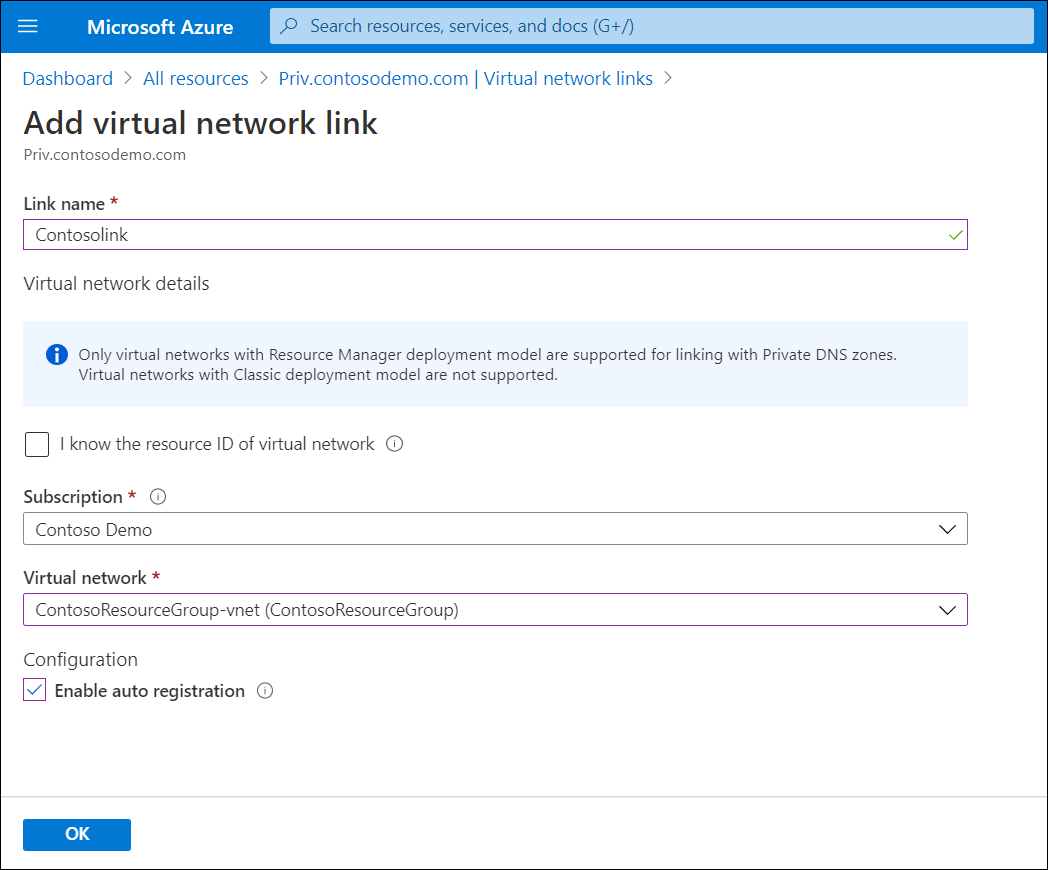 Microsoft Azure
Search resources, services, and docs (G+/)
Dashboard > All resources > Priv.contosodemo.com | Virtual network links >
Add virtual network link
Priv.contosodemo.com
Link name *
Contosolink
Virtual network details
Only virtual networks with Resource Manager deployment model are supported for linking with Private DNS zones.
Virtual networks with Classic deployment model are not supported.
I know the resource ID of virtual network
Subscription *
Contoso Demo
Virtual network *
ContosoResourceGroup-vnet (ContosoResourceGroup)
Configuration
Enable auto registration
OK